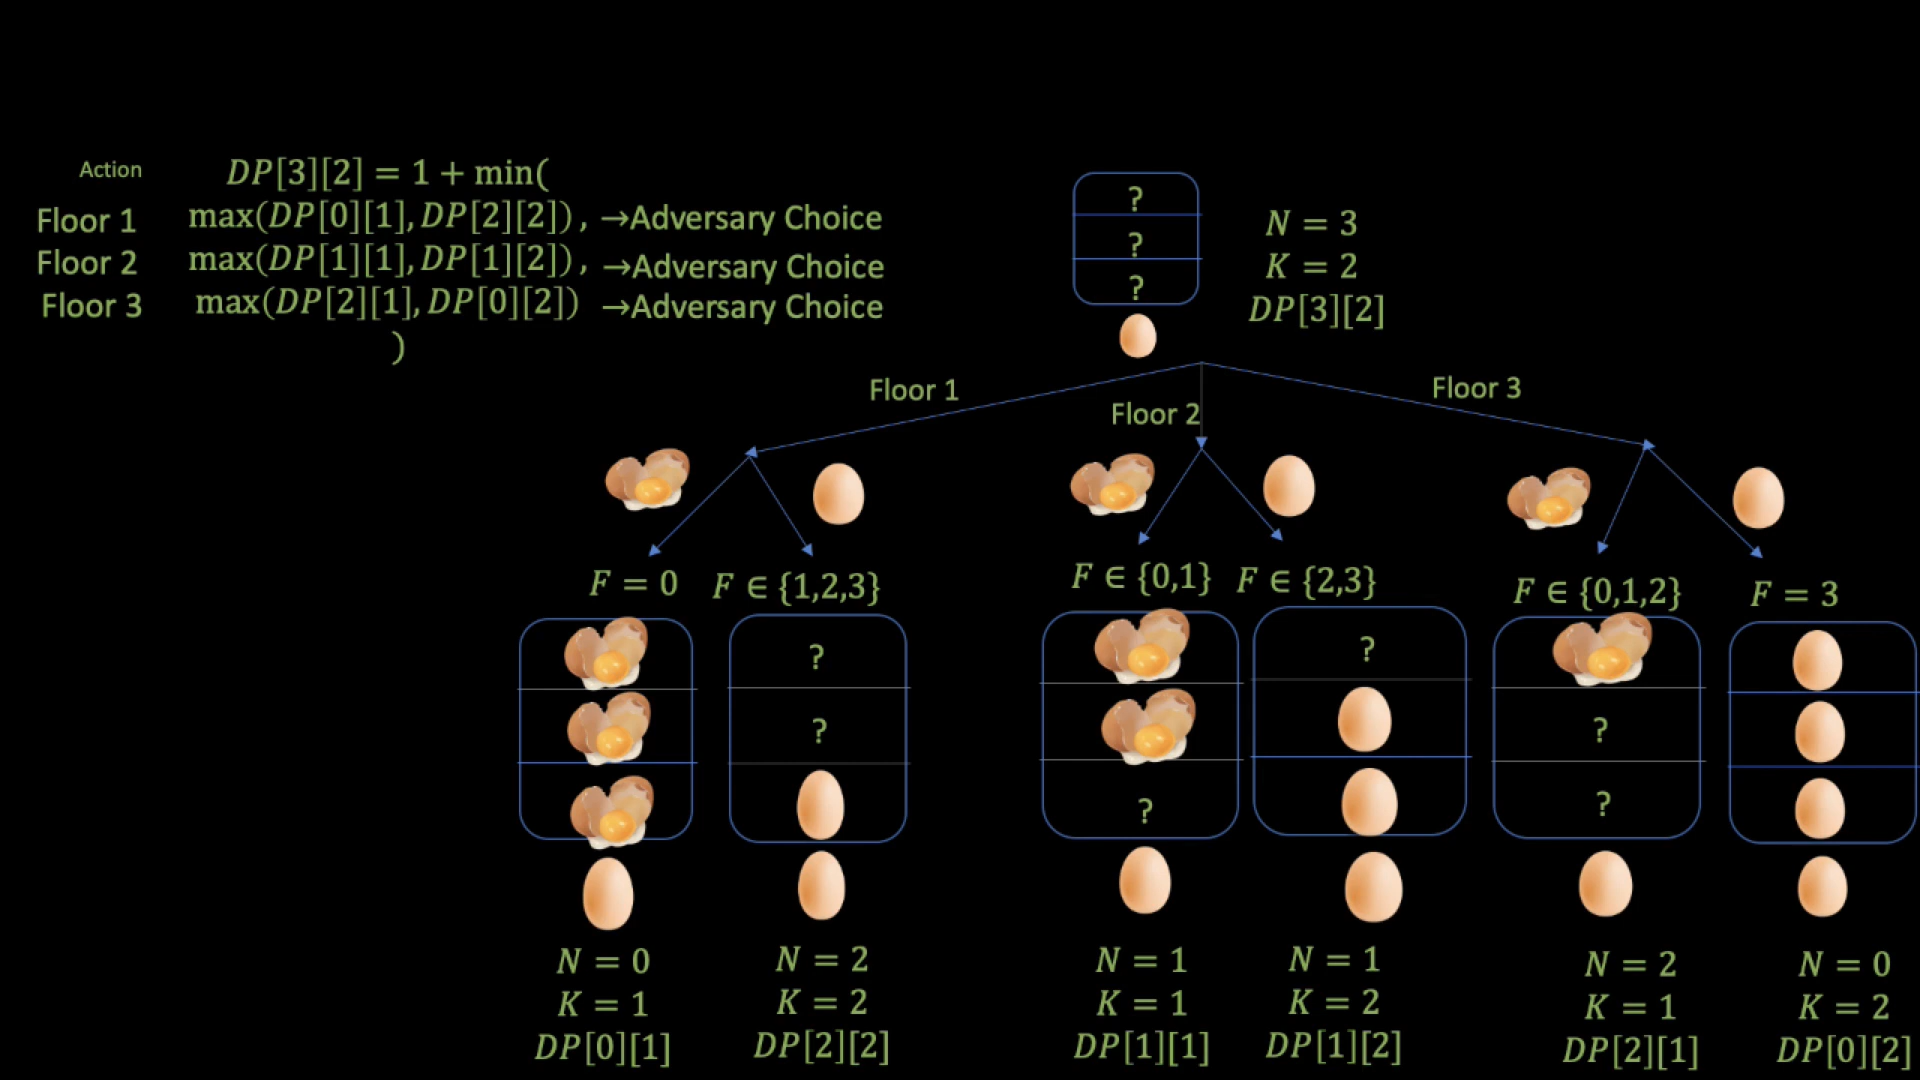 Action DP[3][2] = 1 + min(
Floor 1 max(DP[0][1], DP[2][2]), →Adversary Choice
Floor 2 max(DP[1][1], DP[1][2]), →Adversary Choice
Floor 3 max(DP[2][1], DP[0][2]) →Adversary Choice
)
?
?
?
N = 3
K = 2
DP[3][2]
Floor 1
Floor 2
Floor 3
F = 0
F ∈ {1,2,3}
F ∈ {0,1}
F ∈ {2,3}
F ∈ {0,1,2}
F = 3
?
?
?
?
?
?
N = 0
K = 1
DP[0][1]
N = 2
K = 2
DP[2][2]
N = 1
K = 1
DP[1][1]
N = 1
K = 2
DP[1][2]
N = 2
K = 1
DP[2][1]
N = 0
K = 2
DP[0][2]